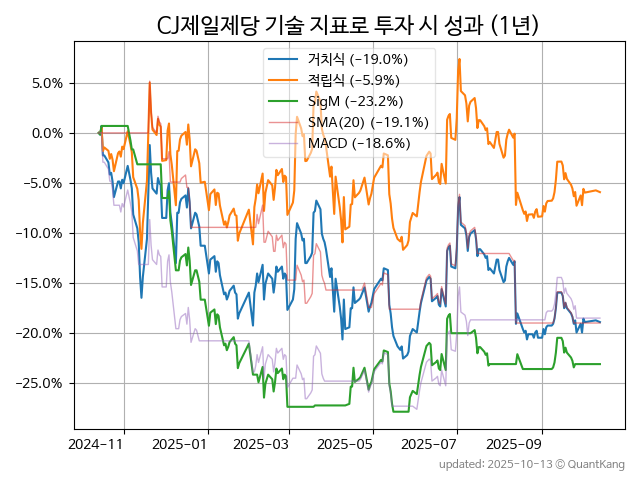 CJ제일제당 기술 지표로 투자 시 성과 (1년)
거치식 (−19.0%)
적립식 (−5.9%)
SigM (−23.2%)
SMA(20) (−19.1%)
MACD (−18.6%)
5.0%
0.0%
−5.0%
−10.0%
−15.0%
−20.0%
−25.0%
2024-11 2025-01 2025-03 2025-05 2025-07 2025-09
updated: 2025-10-13 ⓒ QuantKang